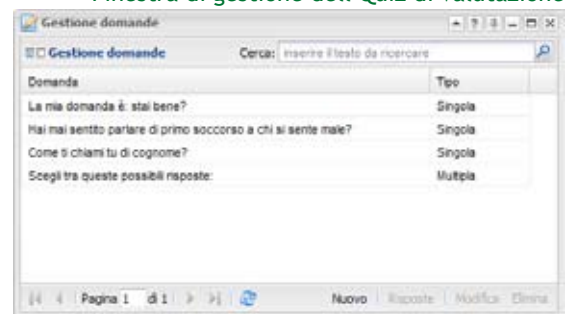 Finestra di gestione dell'Quiz di valutazione
Gestione domande
Gestione domande Cerca: inserire il testo da ricercare
Domanda Tipo
La mia domanda è: stai bene? Singola
Hai mai sentito parlare di primo soccorso a chi si sente male? Singola
Come ti chiami tu di cognome? Singola
Scegli tra queste possibili risposte: Multipla
Pagina 1 di 1 Nuovo Risposte Modifica Elimina